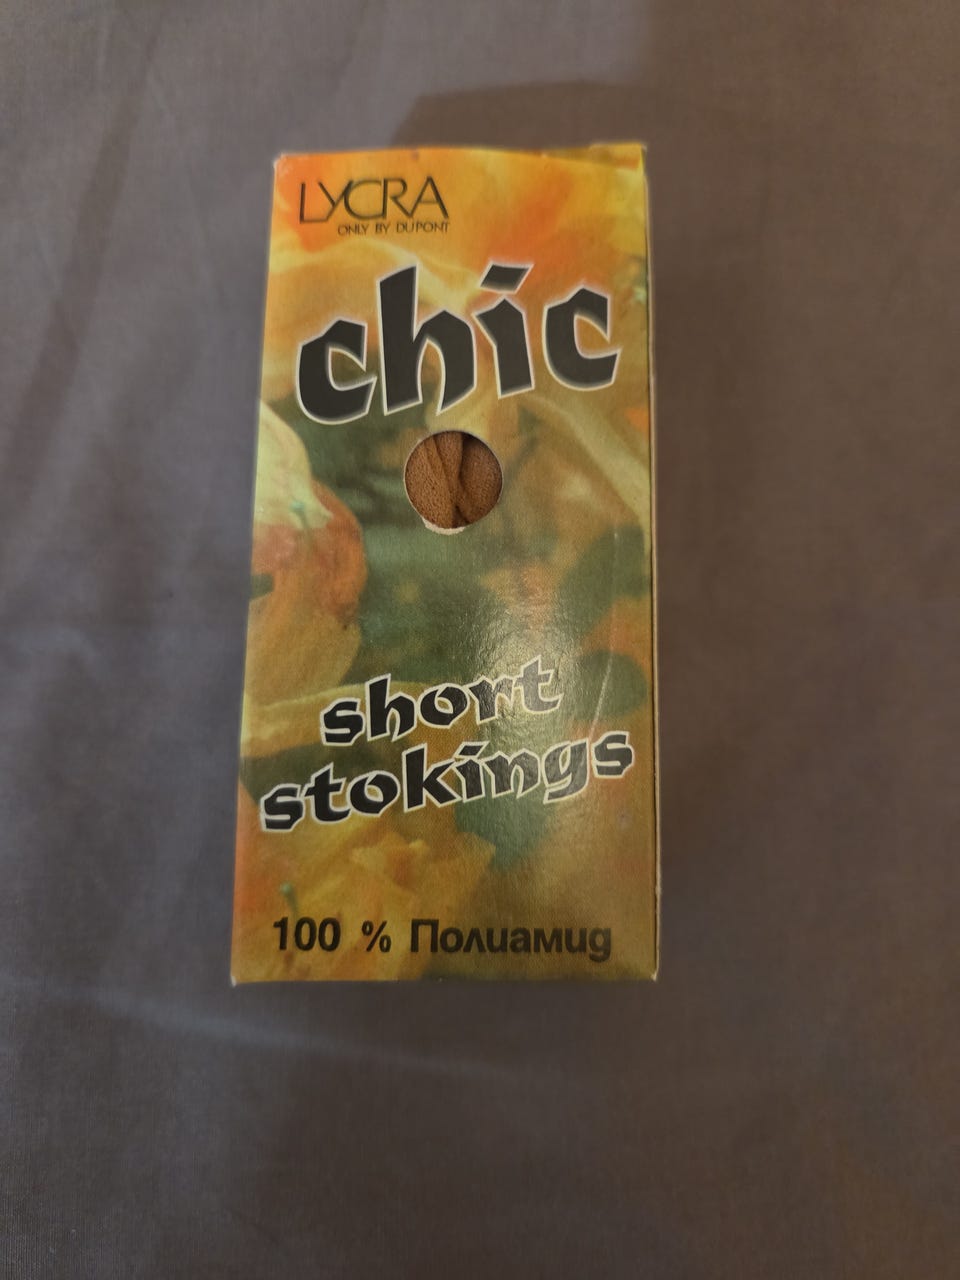 LYCRA
ONLY BY DUPONT
chic
short
stokings
100 % Полиамид